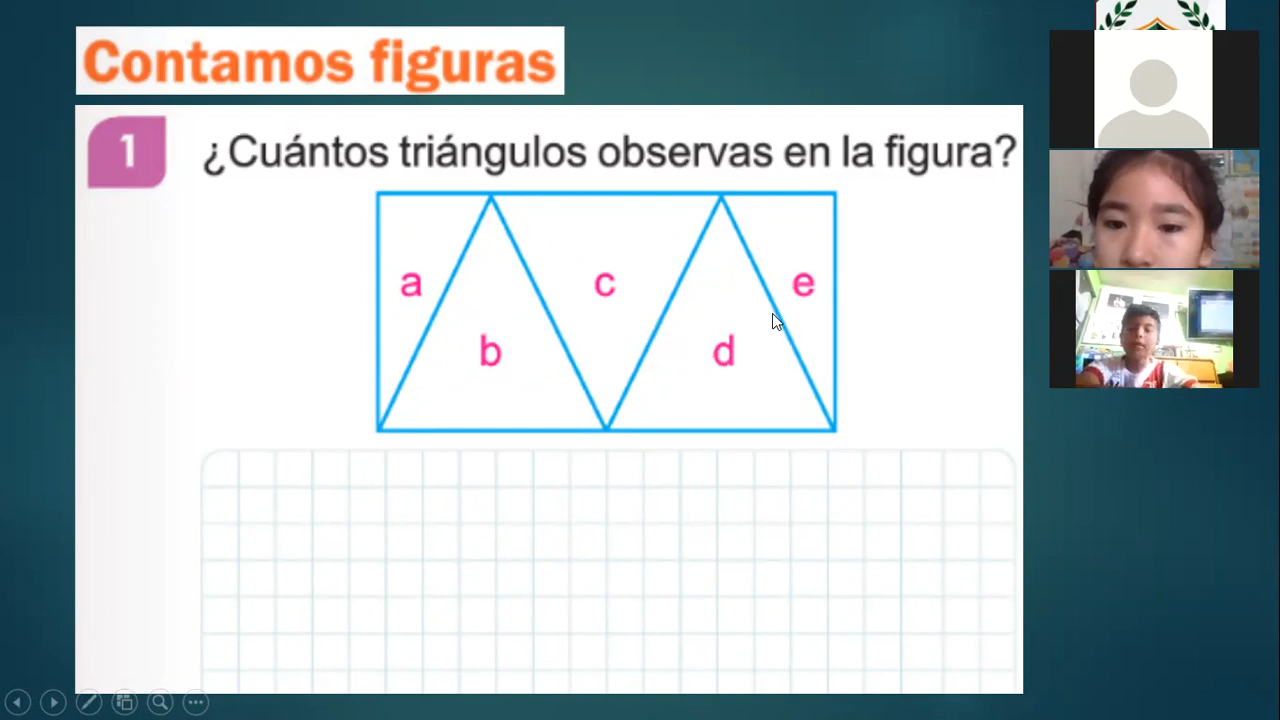 Contamos figuras
1
¿Cuántos triángulos observas en la figura?
a
c
e
b
d